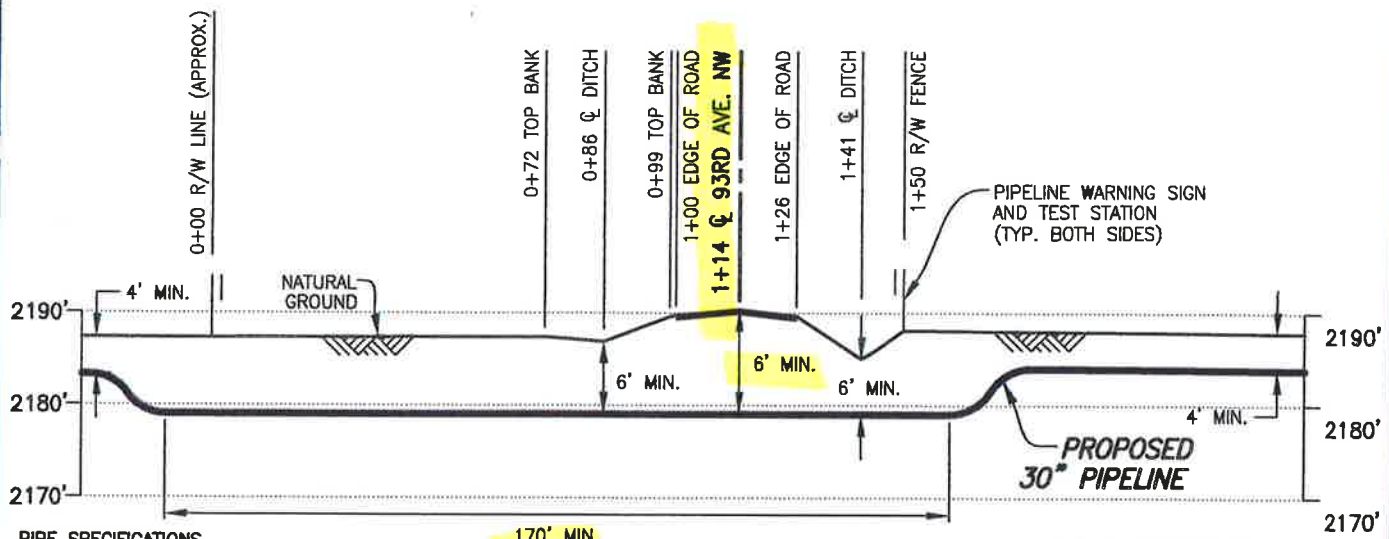 0+00 R/W LINE (APPROX.)
0+72 TOP BANK
0+86 ℄ DITCH
0+99 TOP BANK
1+00 EDGE OF ROAD
1+14 ℄ 93RD AVE. NW
1+26 EDGE OF ROAD
1+41 ℄ DITCH
1+50 R/W FENCE
PIPELINE WARNING SIGN
AND TEST STATION
(TYP. BOTH SIDES)
4' MIN.
NATURAL
GROUND
2190'
2190'
6' MIN.
6' MIN.
6' MIN.
4' MIN.
2180'
2180'
PROPOSED
30" PIPELINE
2170'
2170'
170' MIN.
PIPE SPECIFICATIONS